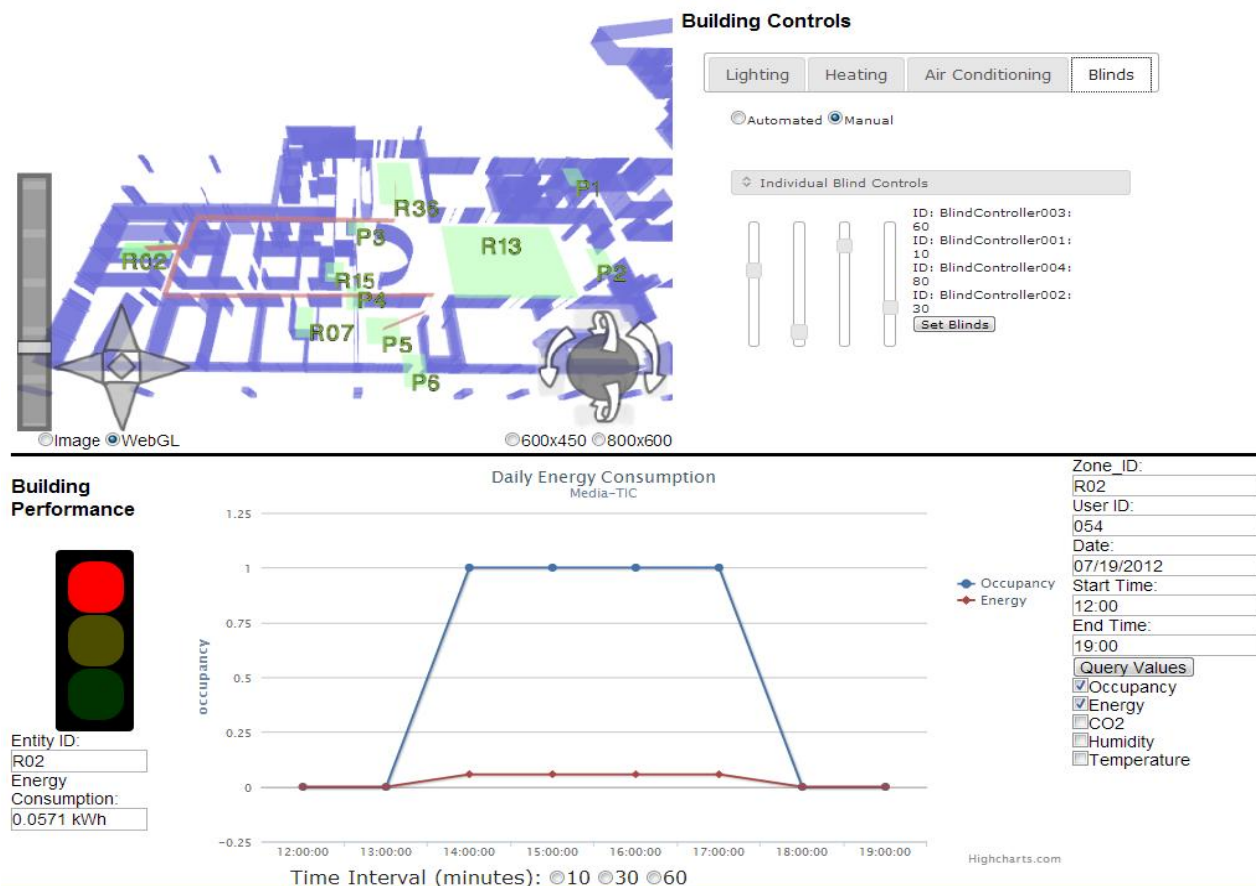 Building Controls
Lighting Heating Air Conditioning Blinds
Automated Manual
Individual Blind Controls
ID: BlindController003:
60
ID: BlindController001:
10
ID: BlindController004:
80
ID: BlindController002:
30
Set Blinds
P1
R36
P3
R13
R02
P2
R15
P4
R07
P5
P6
Image WebGL
600x450 800x600
Building
Performance
Entity ID:
R02
Energy
Consumption:
0.0571 kWh
Daily Energy Consumption
Media-TIC
1.25
1
0.75
0.5
0.25
0
-0.25
occupancy
12:00:00 13:00:00 14:00:00 15:00:00 16:00:00 17:00:00 18:00:00 19:00:00
Occupancy
Energy
Highcharts.com
Time Interval (minutes): 10 30 60
Zone_ID:
R02
User ID:
054
Date:
07/19/2012
Start Time:
12:00
End Time:
19:00
Query Values
Occupancy
Energy
CO2
Humidity
Temperature